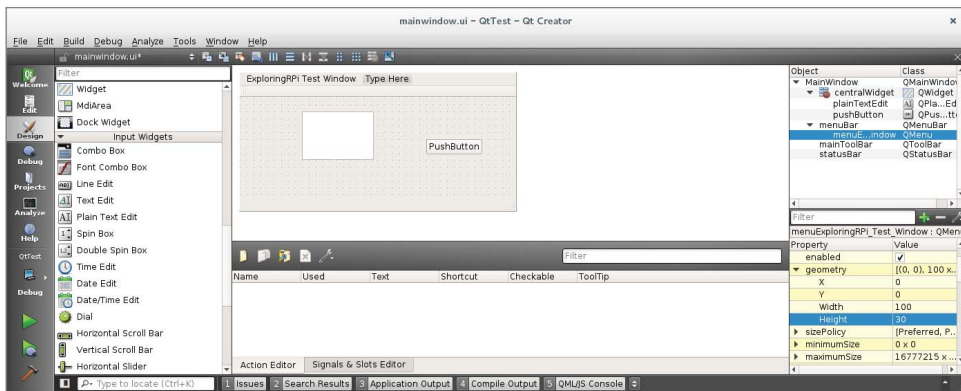 mainwindow.ui – QtTest – Qt Creator
File Edit Build Debug Analyze Tools Window Help
mainwindow.ui*
Welcome
Edit
Design
Debug
Projects
Analyze
Help
QtTest
Debug
Filter
Widget
MdiArea
Dock Widget
Input Widgets
Combo Box
Font Combo Box
Line Edit
Text Edit
Plain Text Edit
Spin Box
Double Spin Box
Time Edit
Date Edit
Date/Time Edit
Dial
Horizontal Scroll Bar
Vertical Scroll Bar
Horizontal Slider
ExploringRPi Test Window Type Here
PushButton
Filter
Name Used Text Shortcut Checkable ToolTip
Action Editor Signals & Slots Editor
Object Class
MainWindow QMainWindow
centralWidget QWidget
plainTextEdit QPla...Ed
pushButton QPus...tt
menuBar QMenuBar
menuE...indow QMenu
mainToolBar QToolBar
statusBar QStatusBar
Filter
menuExploringRPi_Test_Window : QMenu
Property Value
enabled
geometry [(0, 0), 100 x..
X 0
Y 0
Width 100
Height 30
sizePolicy [Preferred, P..
minimumSize 0 x 0
maximumSize 16777215 x ...
Type to locate (Ctrl+K) 1 Issues 2 Search Results 3 Application Output 4 Compile Output 5 QML/JS Console